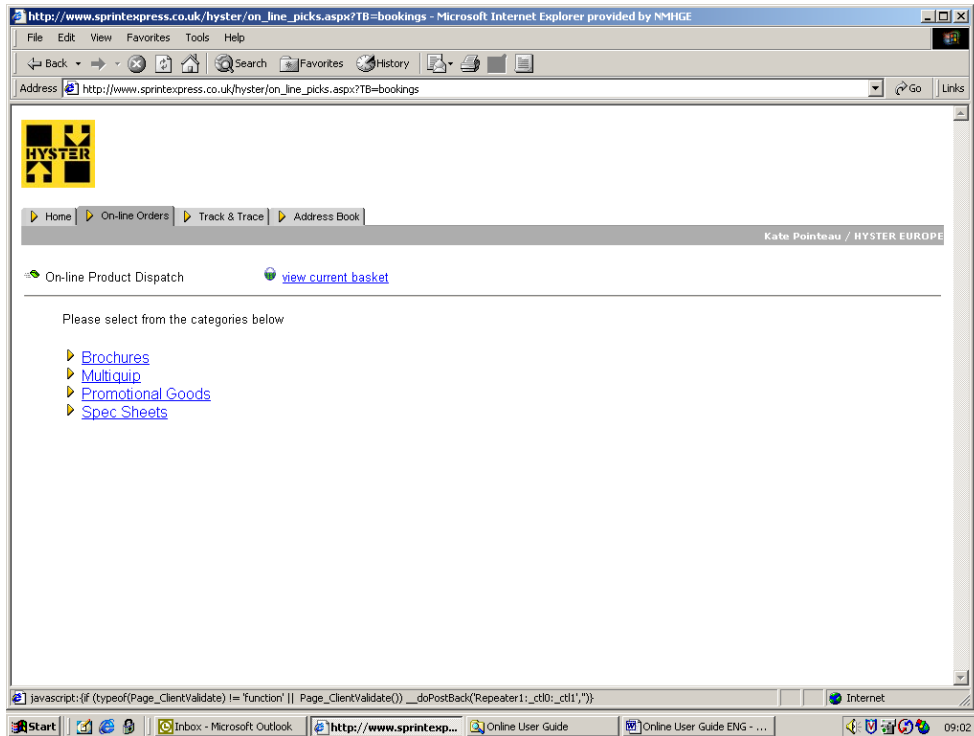 http://www.sprintexpress.co.uk/hyster/on_line_picks.aspx?TB=bookings - Microsoft Internet Explorer provided by NMHGE
File Edit View Favorites Tools Help
Back Search Favorites History
Address http://www.sprintexpress.co.uk/hyster/on_line_picks.aspx?TB=bookings Go Links
HYSTER
Home On-line Orders Track & Trace Address Book
Kate Pointeau / HYSTER EUROPE
On-line Product Dispatch view current basket
Please select from the categories below
Brochures
Multiquip
Promotional Goods
Spec Sheets
javascript:{if (typeof(Page_ClientValidate) != 'function' || Page_ClientValidate()) __doPostBack('Repeater1:_ctl0:_ctl1','')} Internet
Start Inbox - Microsoft Outlook http://www.sprintexp... Online User Guide Online User Guide ENG - ... 09:02